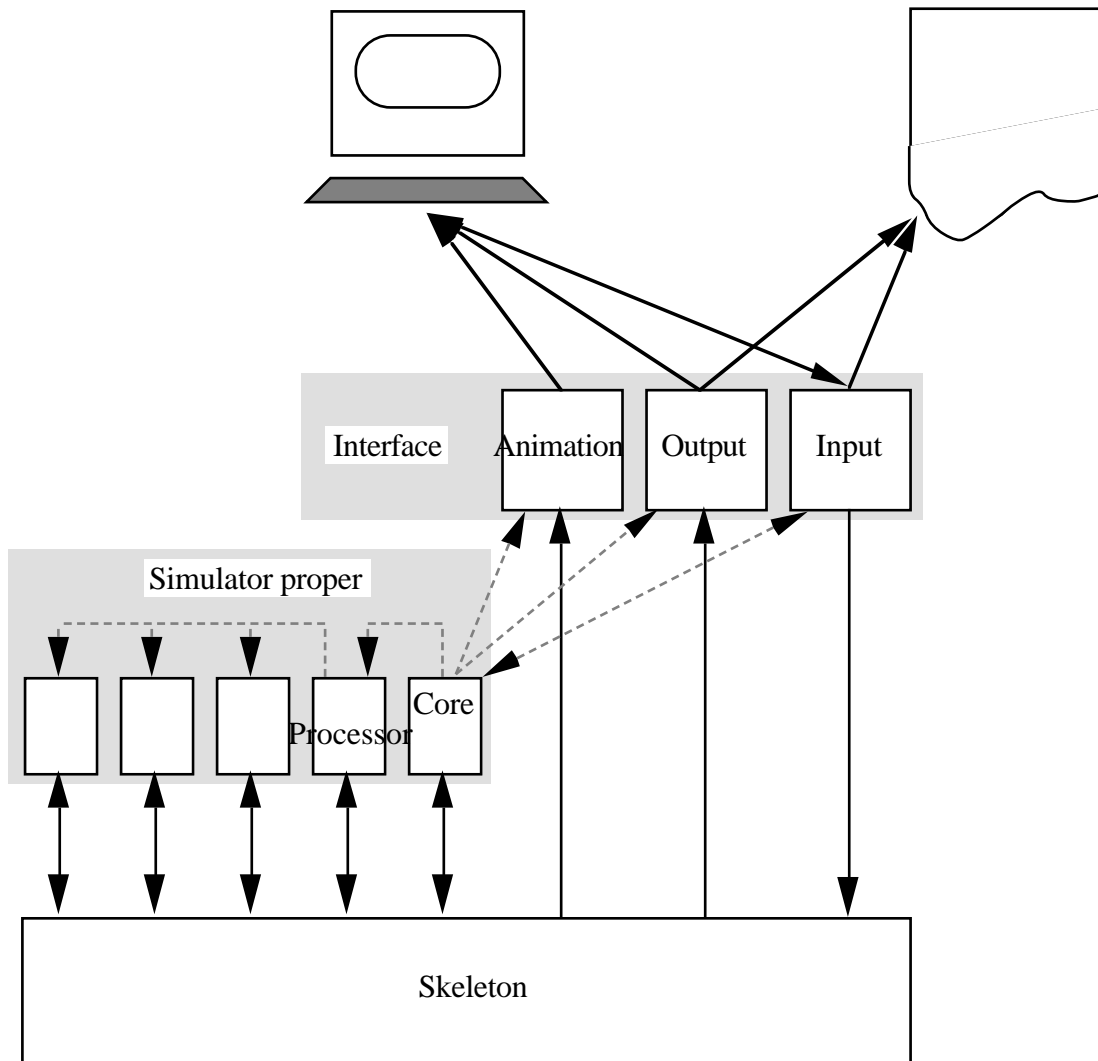 Interface
Animation
Output
Input
Simulator proper
Processor
Core
Skeleton